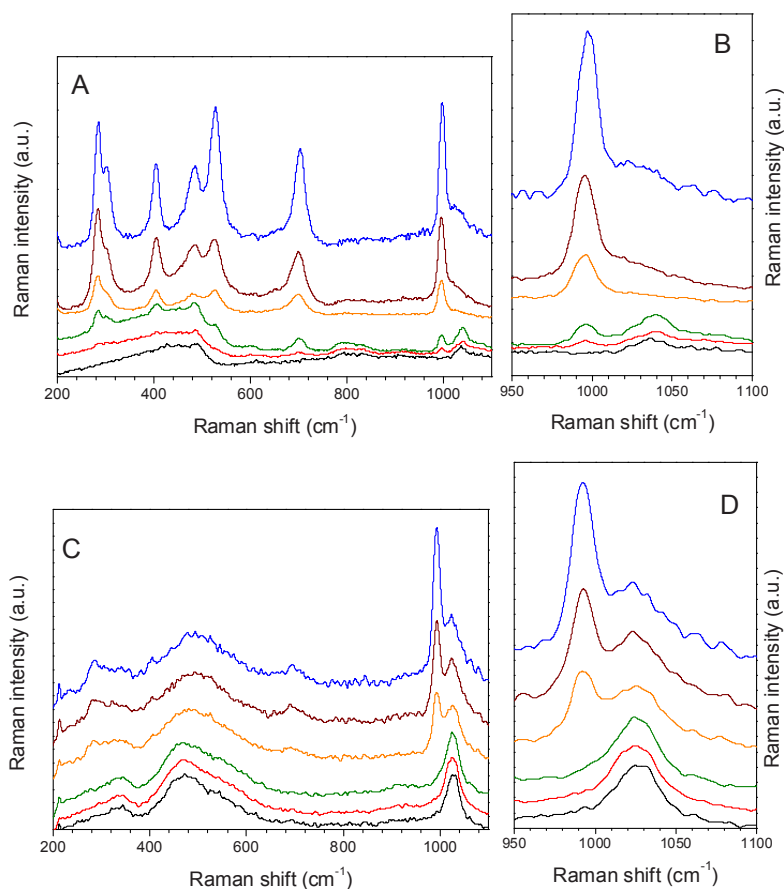 A
B
Raman intensity (a.u.)
Raman intensity (a.u.)
200 400 600 800 1000
950 1000 1050 1100
Raman shift (cm⁻¹)
Raman shift (cm⁻¹)
C
D
Raman intensity (a.u.)
Raman intensity (a.u.)
200 400 600 800 1000
950 1000 1050 1100
Raman shift (cm⁻¹)
Raman shift (cm⁻¹)